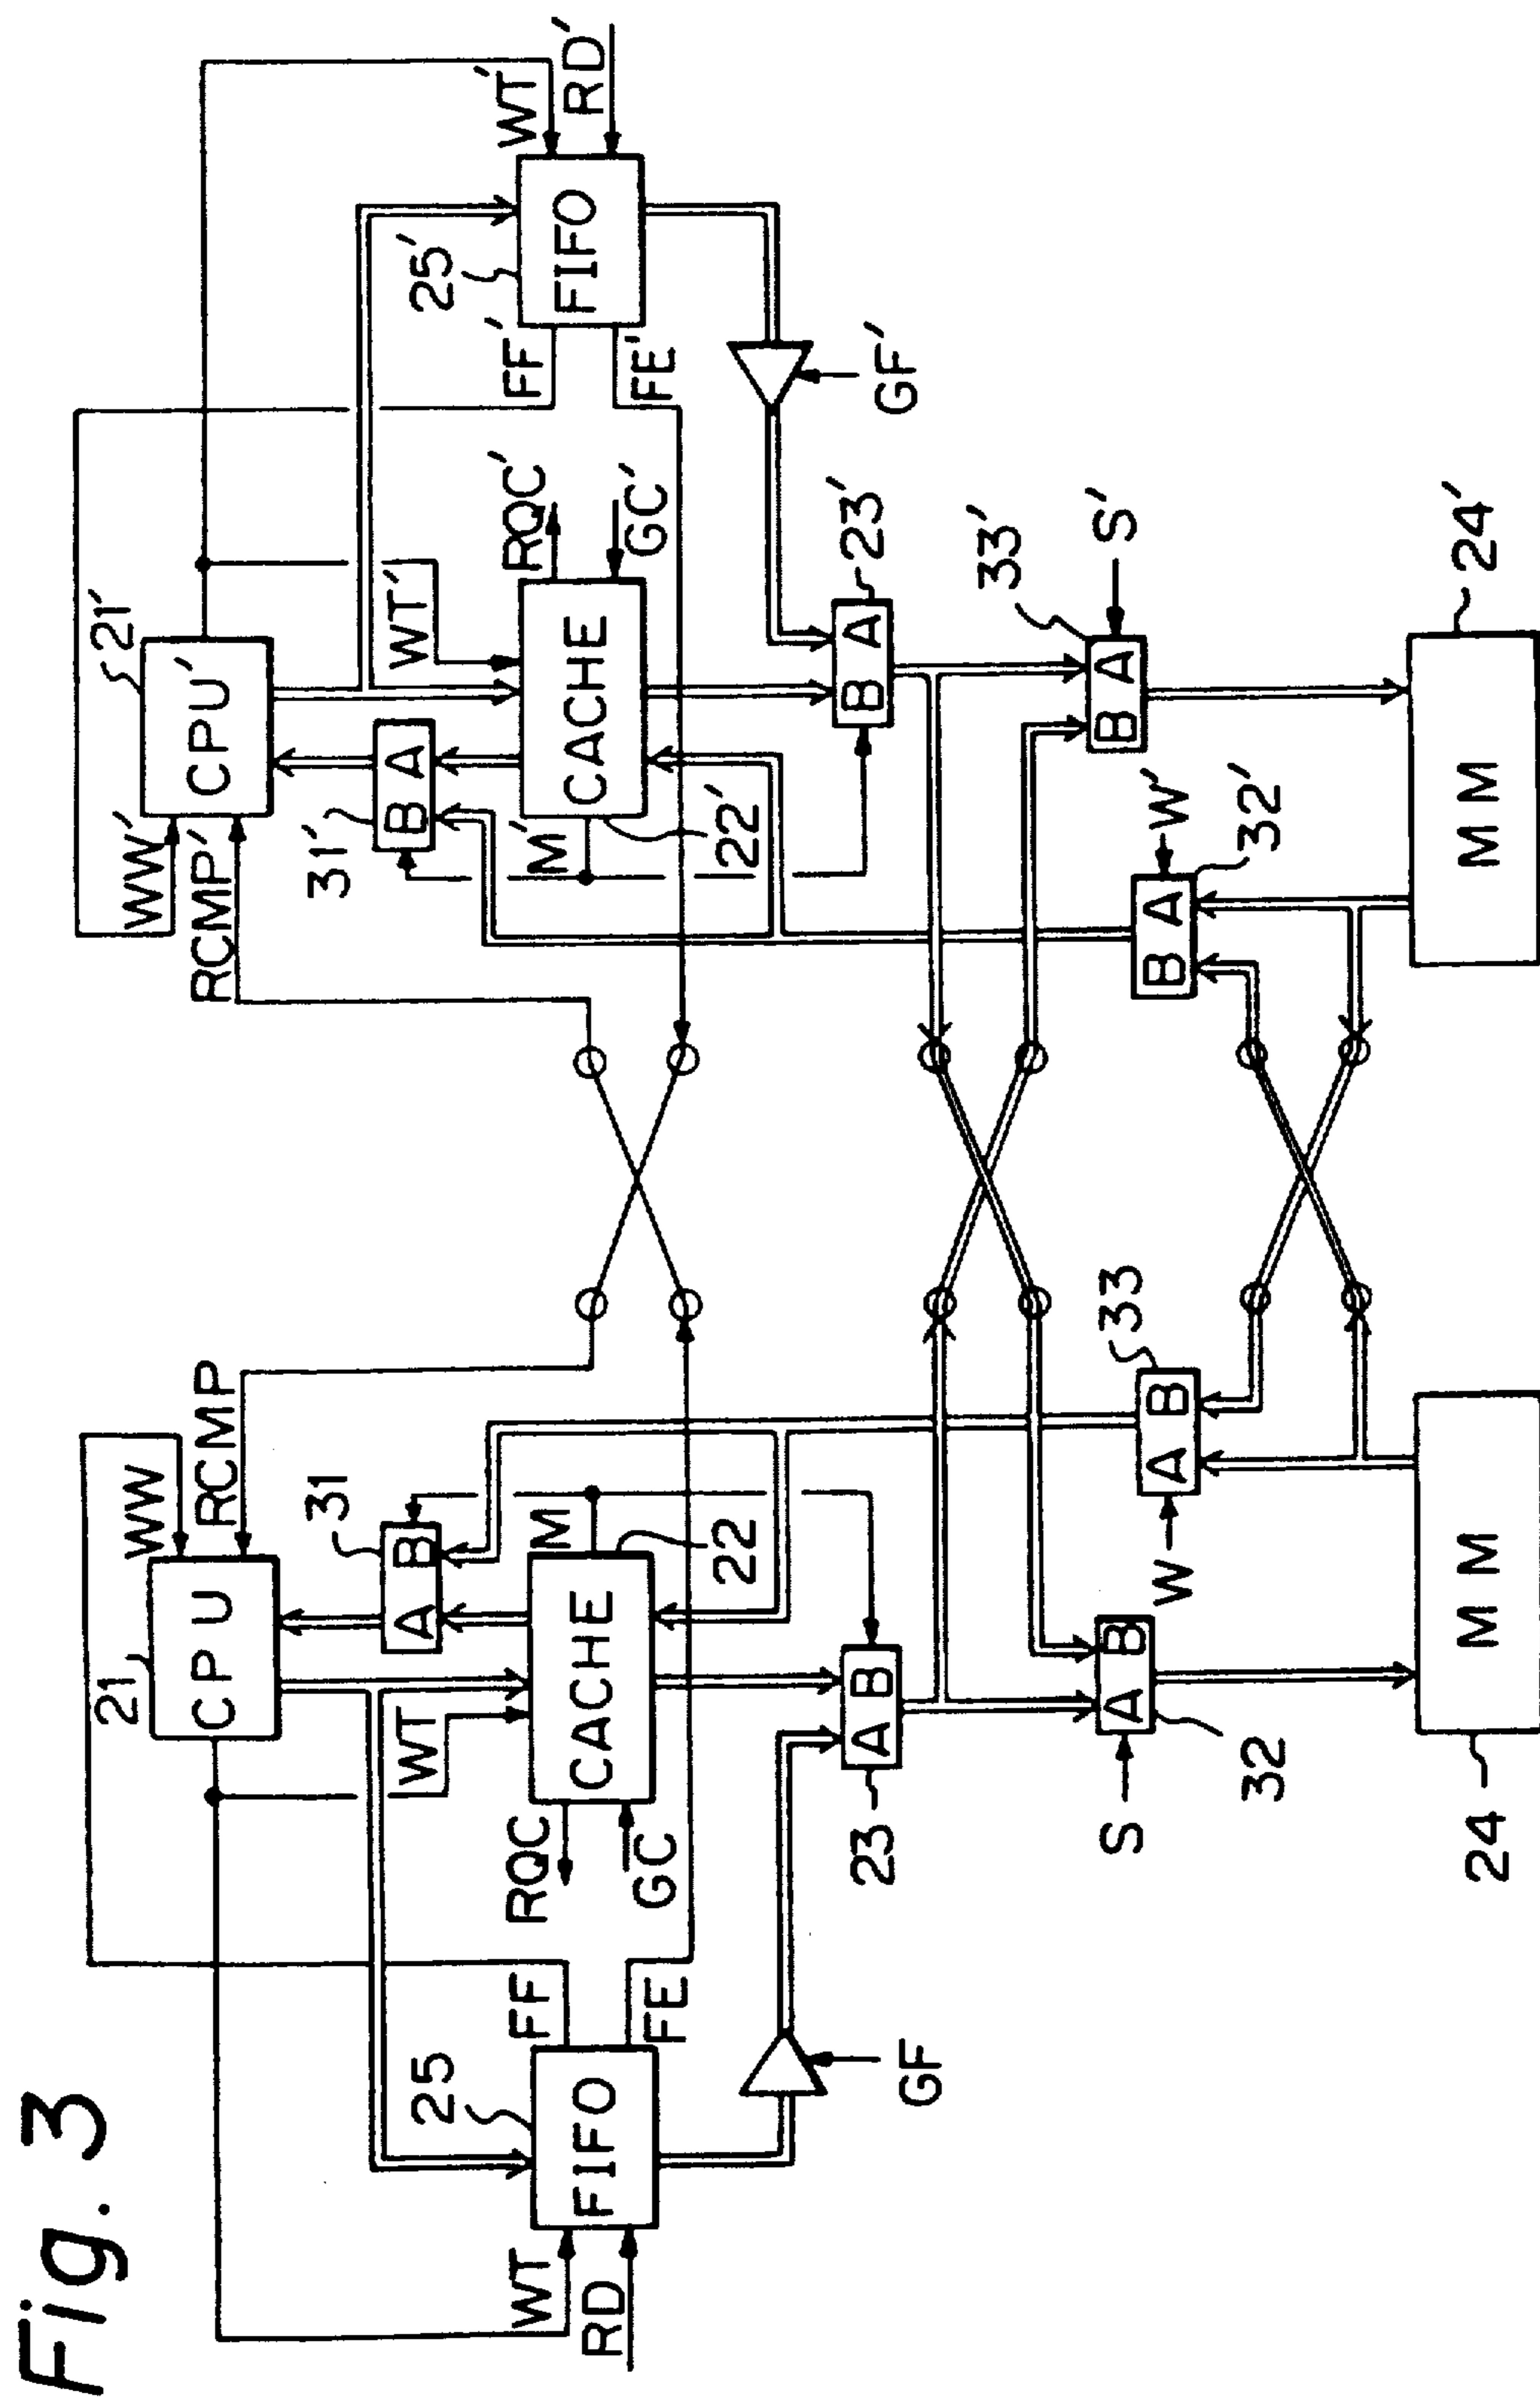 Fig. 3
WW
RCMP
21
CPU
31
A B
WT
M
CACHE
22
RQC
GC
FF
FE
25
FIFO
WT
RD
GF
23
A B
S
A B
32
W
A B
33
24
MM
WW'
RCMP'
21'
CPU'
31'
B A
WT'
M'
CACHE
22'
RQC'
GC'
FF'
FE'
25'
FIFO
WT'
RD'
GF'
23'
B A
33'
B A
S'
W'
B A
32'
24'
MM